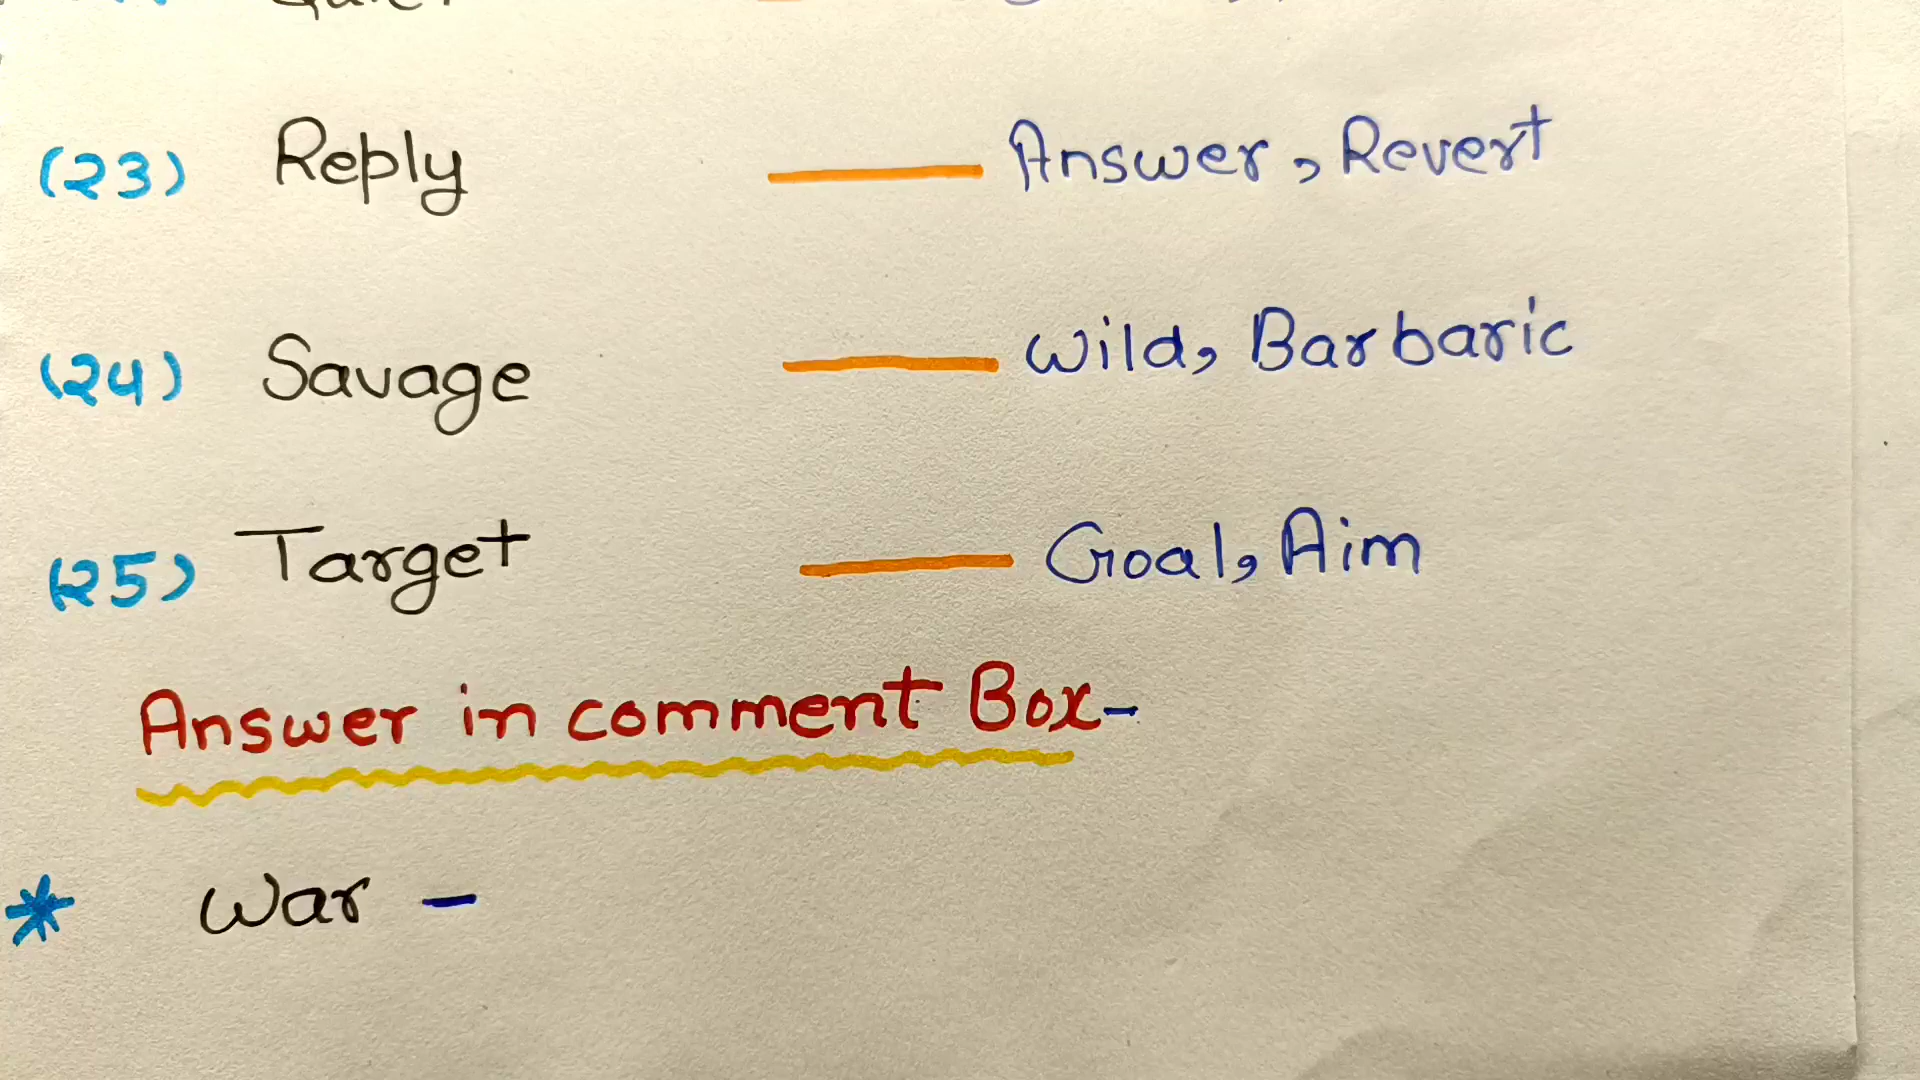 (23) Reply — Answer, Revert
(24) Savage — Wild, Barbaric
(25) Target — Goal, Aim
Answer in comment Box-
* War -